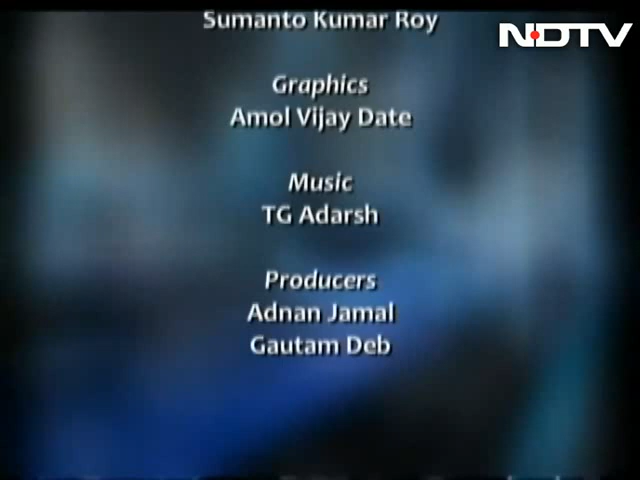 Sumanto Kumar Roy
NDTV
Graphics
Amol Vijay Date
Music
TG Adarsh
Producers
Adnan Jamal
Gautam Deb